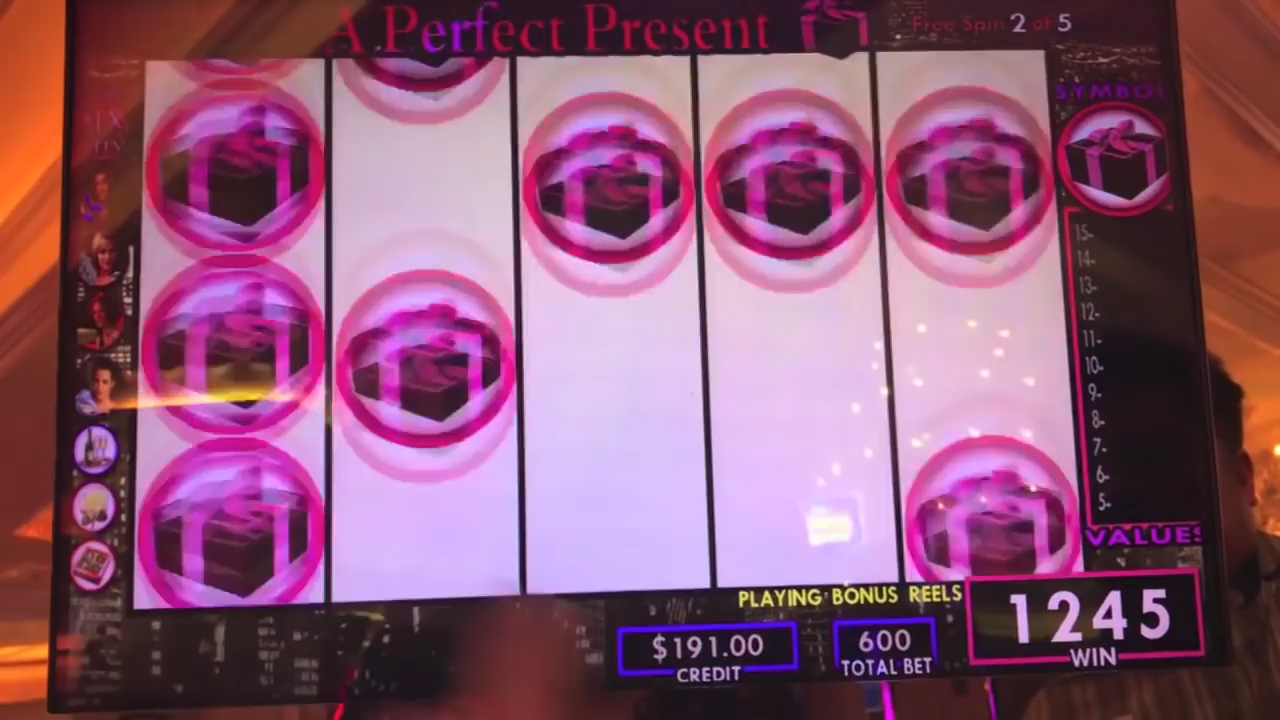 A Perfect Present
Free Spin 2 of 5
SYMBOL
15-
14-
13-
12-
11-
10-
9-
8-
7-
6-
5-
VALUES
PLAYING BONUS REELS
$191.00
CREDIT
600
TOTAL BET
1245
WIN